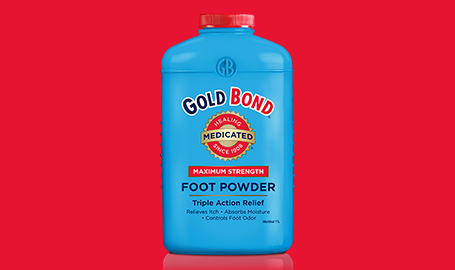 GB
GOLD BOND
HEALING
MEDICATED
SINCE 1908
MAXIMUM STRENGTH
FOOT POWDER
Triple Action Relief
Relieves Itch • Absorbs Moisture
• Controls Foot Odor